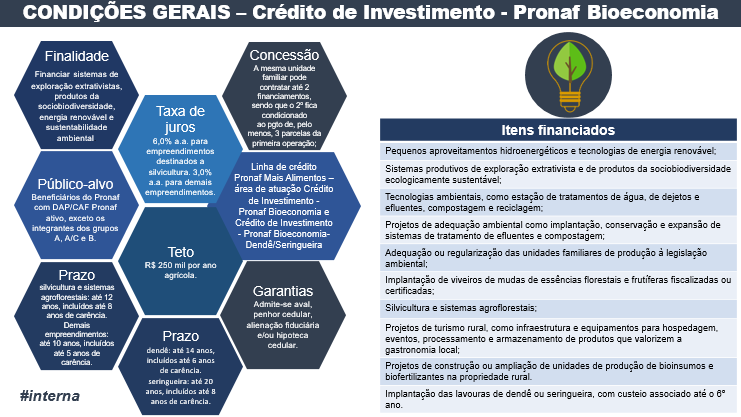 CONDIÇÕES GERAIS – Crédito de Investimento - Pronaf Bioeconomia
Finalidade
Financiar sistemas de
exploração extrativistas,
produtos da
sociobiodiversidade,
energia renovável e
sustentabilidade
ambiental
Taxa de
juros
6,0% a.a. para
empreendimentos
destinados a
silvicultura. 3,0%
a.a. para demais
empreendimentos.
Concessão
A mesma unidade
familiar pode
contratar até 2
financiamentos,
sendo que o 2º fica
condicionado
ao pgto de, pelo
menos, 3 parcelas da
primeira operação;
Público-alvo
Beneficiários do Pronaf
com DAP/CAF Pronaf
ativo, exceto os
integrantes dos grupos
A, A/C e B.
Linha de crédito
Pronaf Mais Alimentos –
área de atuação Crédito
de Investimento -
Pronaf Bioeconomia e
Crédito de Investimento
- Pronaf Bioeconomia-
Dendê/Seringueira
Teto
R$ 250 mil por ano
agrícola.
Prazo
silvicultura e sistemas
agroflorestais: até 12
anos, incluídos até 8
anos de carência.
Demais
empreendimentos:
até 10 anos, incluídos
até 5 anos de
carência.
Garantias
Admite-se aval,
penhor cedular,
alienação fiduciária
e/ou hipoteca
cedular.
Prazo
dendê: até 14 anos,
incluídos até 6 anos
de carência.
seringueira: até 20
anos, incluídos até 8
anos de carência.
#interna
Itens financiados
Pequenos aproveitamentos hidroenergéticos e tecnologias de energia renovável;
Sistemas produtivos de exploração extrativista e de produtos da sociobiodiversidade
ecologicamente sustentável;
Tecnologias ambientais, como estação de tratamentos de água, de dejetos e
efluentes, compostagem e reciclagem;
Projetos de adequação ambiental como implantação, conservação e expansão de
sistemas de tratamento de efluentes e compostagem;
Adequação ou regularização das unidades familiares de produção à legislação
ambiental;
Implantação de viveiros de mudas de essências florestais e frutíferas fiscalizadas ou
certificadas;
Silvicultura e sistemas agroflorestais;
Projetos de turismo rural, como infraestrutura e equipamentos para hospedagem,
eventos, processamento e armazenamento de produtos que valorizem a
gastronomia local;
Projetos de construção ou ampliação de unidades de produção de bioinsumos e
biofertilizantes na propriedade rural.
Implantação das lavouras de dendê ou seringueira, com custeio associado até o 6º
ano.